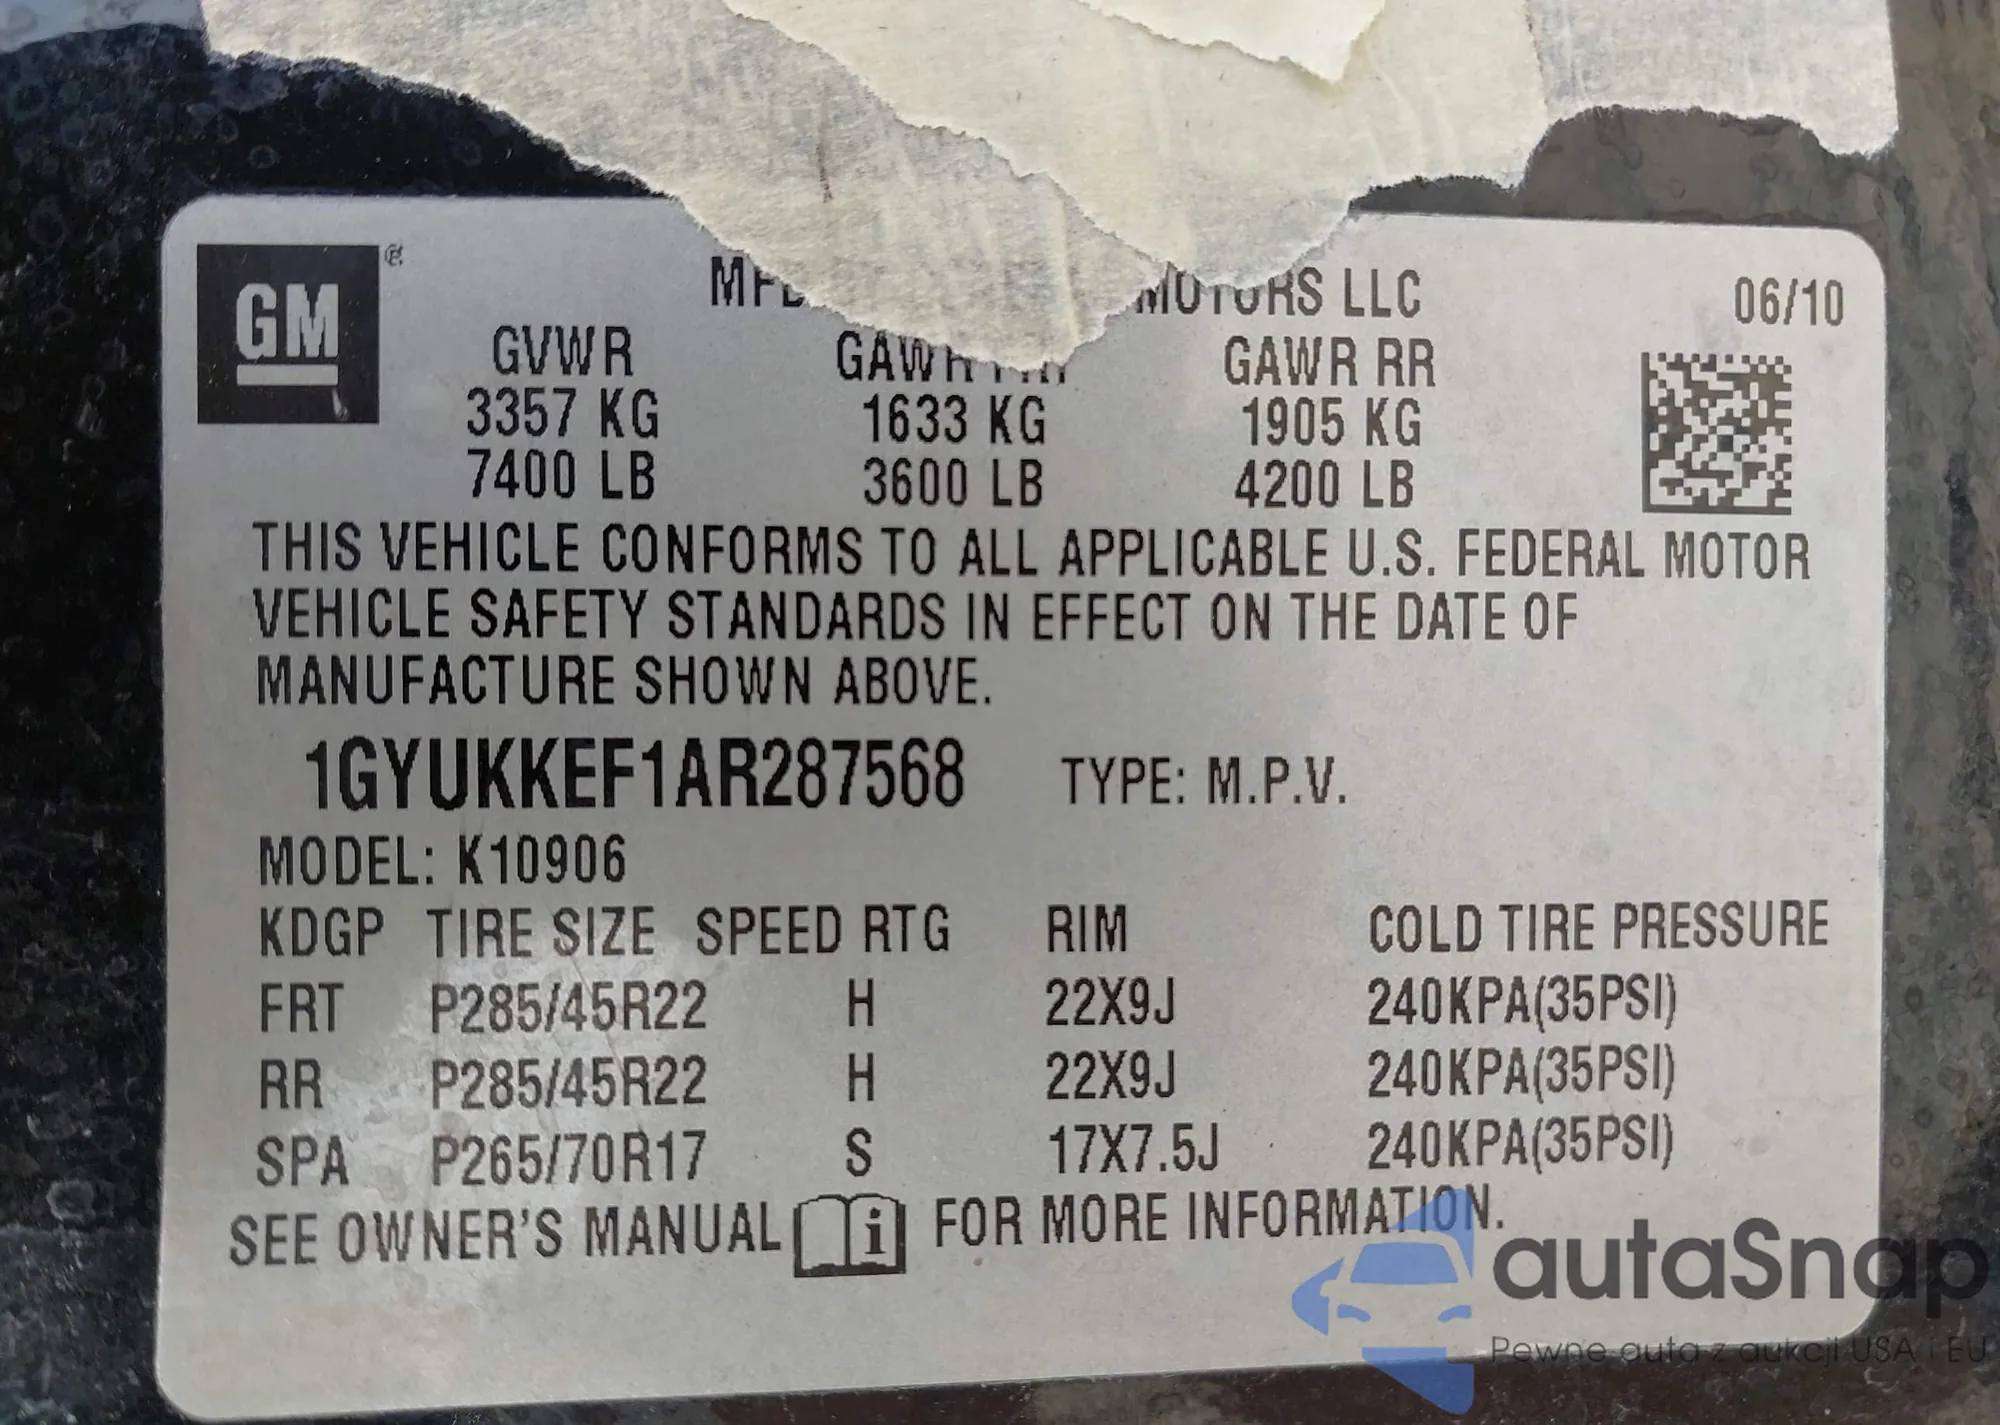 GM
MOTORS LLC 06/10
GVWR GAWR RR
3357 KG 1633 KG 1905 KG
7400 LB 3600 LB 4200 LB
THIS VEHICLE CONFORMS TO ALL APPLICABLE U.S. FEDERAL MOTOR
VEHICLE SAFETY STANDARDS IN EFFECT ON THE DATE OF
MANUFACTURE SHOWN ABOVE.
1GYUKKEF1AR287568 TYPE: M.P.V.
MODEL: K10906
KDGP TIRE SIZE SPEED RTG RIM COLD TIRE PRESSURE
FRT P285/45R22 H 22X9J 240KPA(35PSI)
RR P285/45R22 H 22X9J 240KPA(35PSI)
SPA P265/70R17 S 17X7.5J 240KPA(35PSI)
SEE OWNER'S MANUAL i FOR MORE INFORMATION.
autaSnap
Pewne auta z aukcji USA i EU